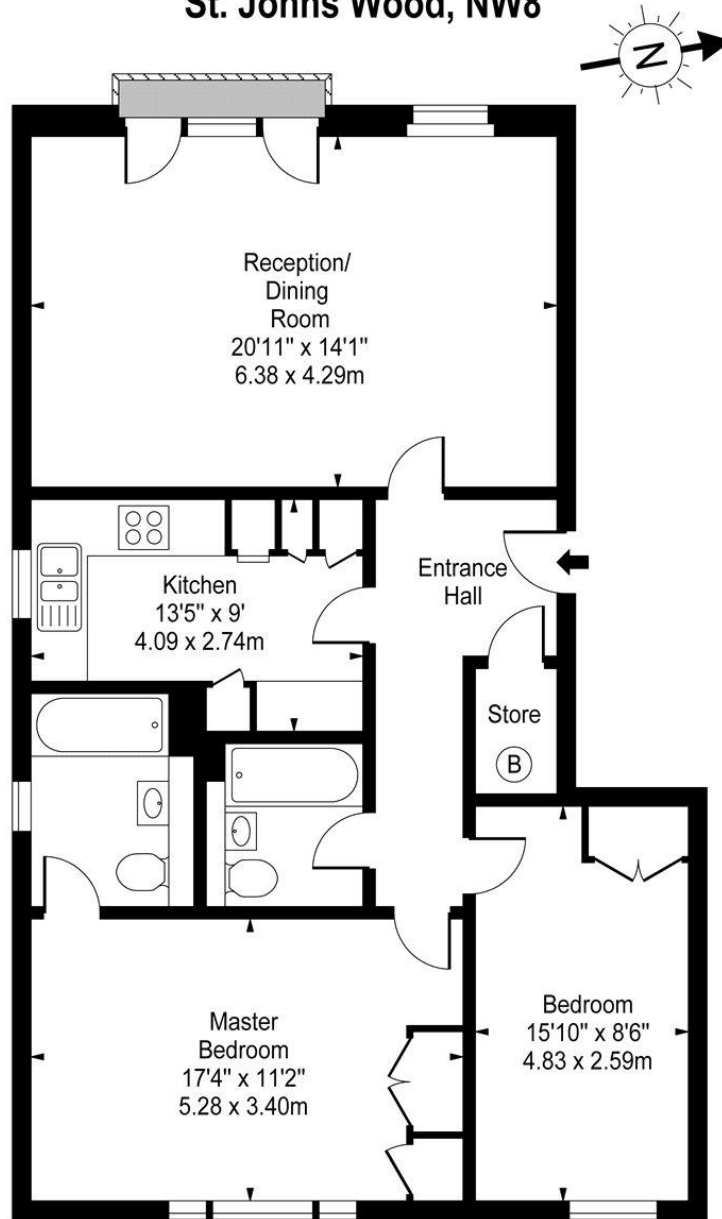 St. Johns Wood, NW8
N
Reception/
Dining
Room
20'11" x 14'1"
6.38 x 4.29m
Kitchen
13'5" x 9'
4.09 x 2.74m
Entrance
Hall
Store
B
Master
Bedroom
17'4" x 11'2"
5.28 x 3.40m
Bedroom
15'10" x 8'6"
4.83 x 2.59m